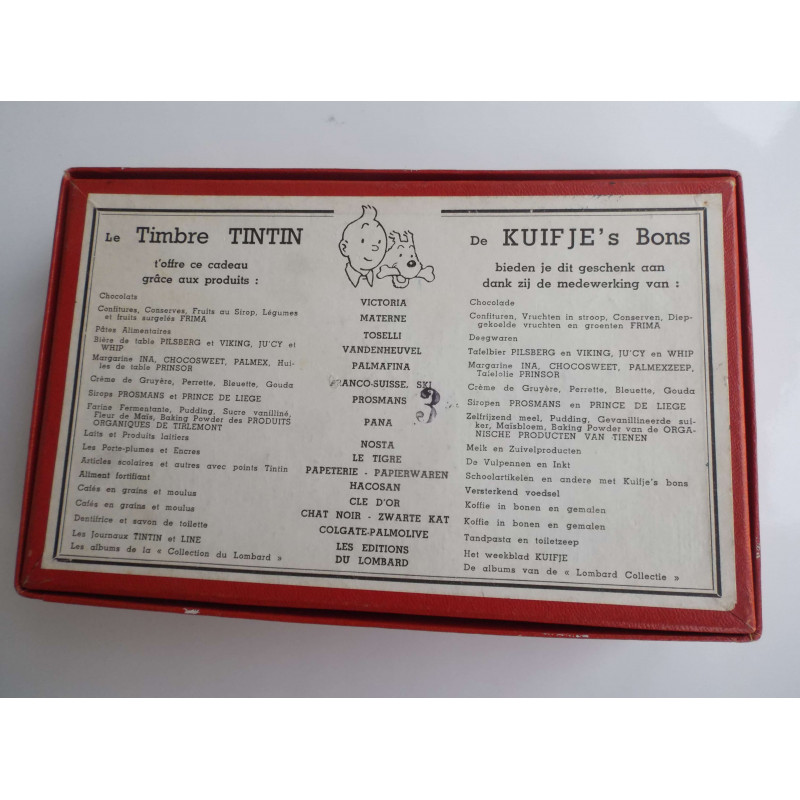 Le Timbre TINTIN
t'offre ce cadeau
grâce aux produits :
Chocolats
Confitures, Conserves, Fruits au Sirop, Légumes
et fruits surgelés FRIMA
Pâtes Alimentaires
Bière de table PILSBERG et VIKING, JU'CY et
WHIP
Margarine INA, CHOCOSWEET, PALMEX, Hui-
les de table PRINSOR
Crème de Gruyère, Perrette, Bleuette, Gouda
Sirops PROSMANS et PRINCE DE LIEGE
Farine Fermentante, Pudding, Sucre vanilliné,
Fleur de Maïs, Baking Powder des PRODUITS
ORGANIQUES DE TIRLEMONT
Laits et Produits laitiers
Les Porte-plumes et Encres
Articles scolaires et autres avec points Tintin
Aliment fortifiant
Cafés en grains et moulus
Cafés en grains et moulus
Dentifrice et savon de toilette
Les Journaux TINTIN et LINE
Les albums de la « Collection du Lombard »
VICTORIA
MATERNE
TOSELLI
VANDENHEUVEL
PALMAFINA
FRANCO-SUISSE, SKI
PROSMANS
3
PANA
NOSTA
LE TIGRE
PAPETERIE - PAPIERWAREN
HACOSAN
CLE D'OR
CHAT NOIR - ZWARTE KAT
COLGATE-PALMOLIVE
LES EDITIONS
DU LOMBARD
De KUIFJE's Bons
bieden je dit geschenk aan
dank zij de medewerking van :
Chocolade
Confituren, Vruchten in stroop, Conserven, Diep-
gekoelde vruchten en groenten FRIMA
Deegwaren
Tafelbier PILSBERG en VIKING, JU'CY en WHIP
Margarine INA, CHOCOSWEET, PALMEXZEEP,
Tafelolie PRINSOR
Crème de Gruyère, Perrette, Bleuette, Gouda
Siropen PROSMANS en PRINCE DE LIEGE
Zelfrijzend meel, Pudding, Gevanillineerde sui-
ker, Maïsbloem, Baking Powder van de ORGA-
NISCHE PRODUCTEN VAN TIENEN
Melk en Zuivelproducten
De Vulpennen en Inkt
Schoolartikelen en andere met Kuifje's bons
Versterkend voedsel
Koffie in bonen en gemalen
Koffie in bonen en gemalen
Tandpasta en toiletzeep
Het weekblad KUIFJE
De albums van de « Lombard Collectie »